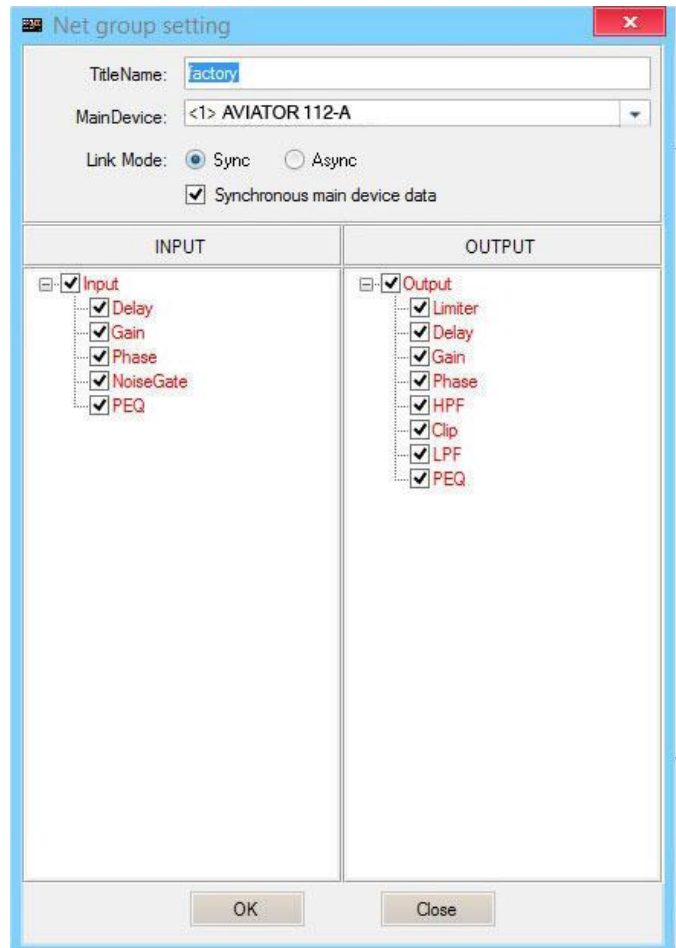 Net group setting
x
TitleName: factory
MainDevice: <1> AVIATOR 112-A
Link Mode: Sync Async
Synchronous main device data
INPUT OUTPUT
Input
Delay
Gain
Phase
NoiseGate
PEQ
Output
Limiter
Delay
Gain
Phase
HPF
Clip
LPF
PEQ
OK Close